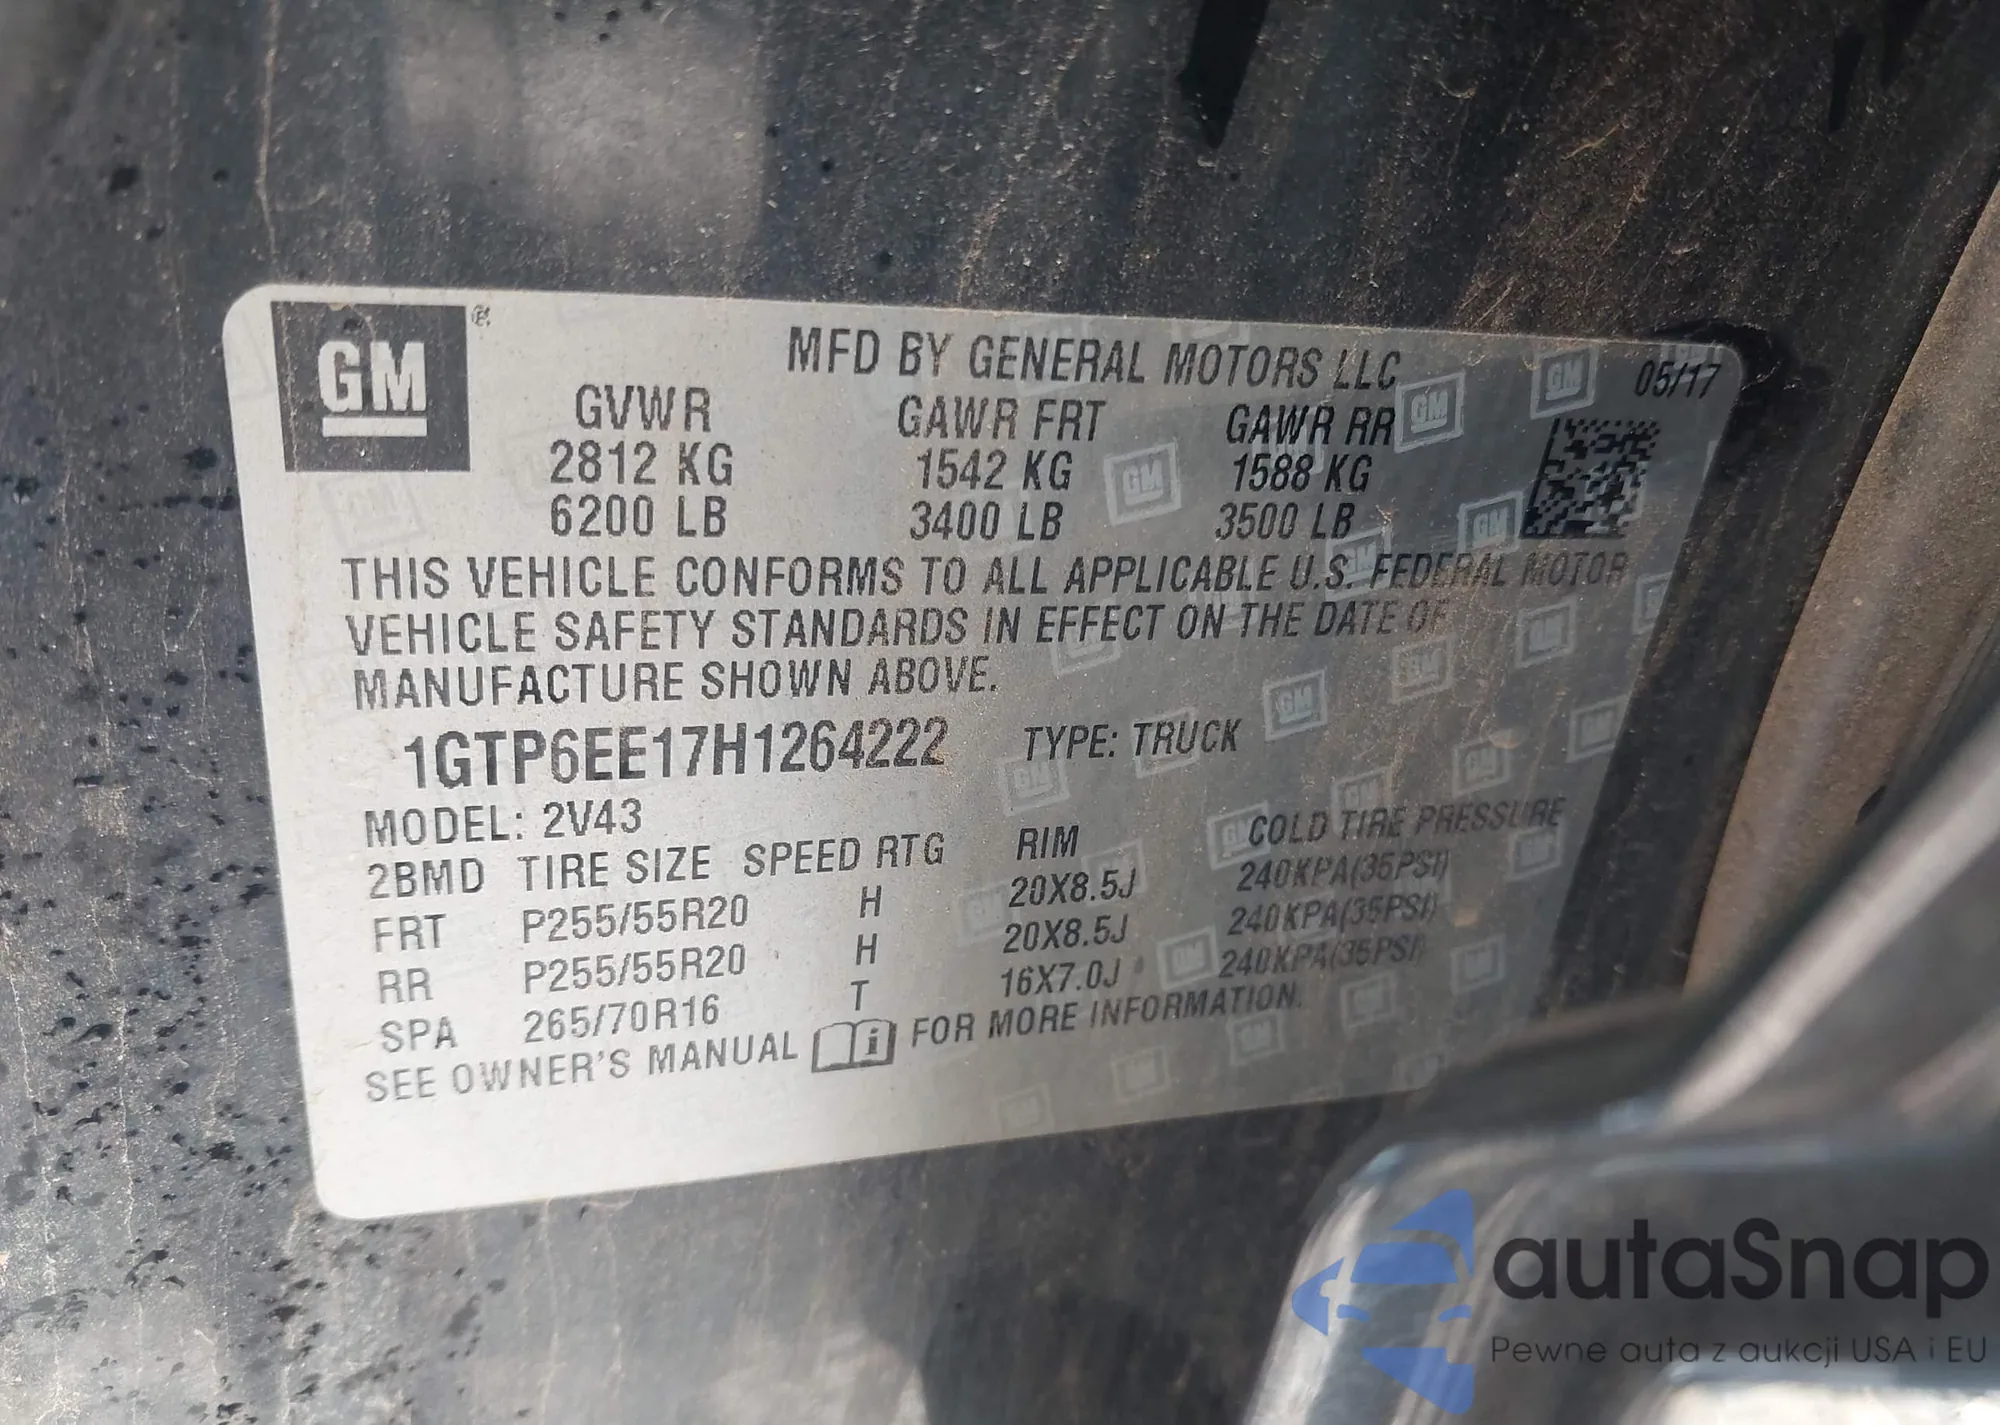 GM
MFD BY GENERAL MOTORS LLC 05/17
GVWR GAWR FRT GAWR RR
2812 KG 1542 KG 1588 KG
6200 LB 3400 LB 3500 LB
THIS VEHICLE CONFORMS TO ALL APPLICABLE U.S. FEDERAL MOTOR
VEHICLE SAFETY STANDARDS IN EFFECT ON THE DATE OF
MANUFACTURE SHOWN ABOVE.
1GTP6EE17H1264222 TYPE: TRUCK
MODEL: 2V43
2BMD TIRE SIZE SPEED RTG RIM COLD TIRE PRESSURE
FRT P255/55R20 H 20X8.5J 240KPA(35PSI)
RR P255/55R20 H 20X8.5J 240KPA(35PSI)
SPA 265/70R16 T 16X7.0J 240KPA(35PSI)
SEE OWNER'S MANUAL i FOR MORE INFORMATION.
autaSnap
Pewne auta z aukcji USA i EU